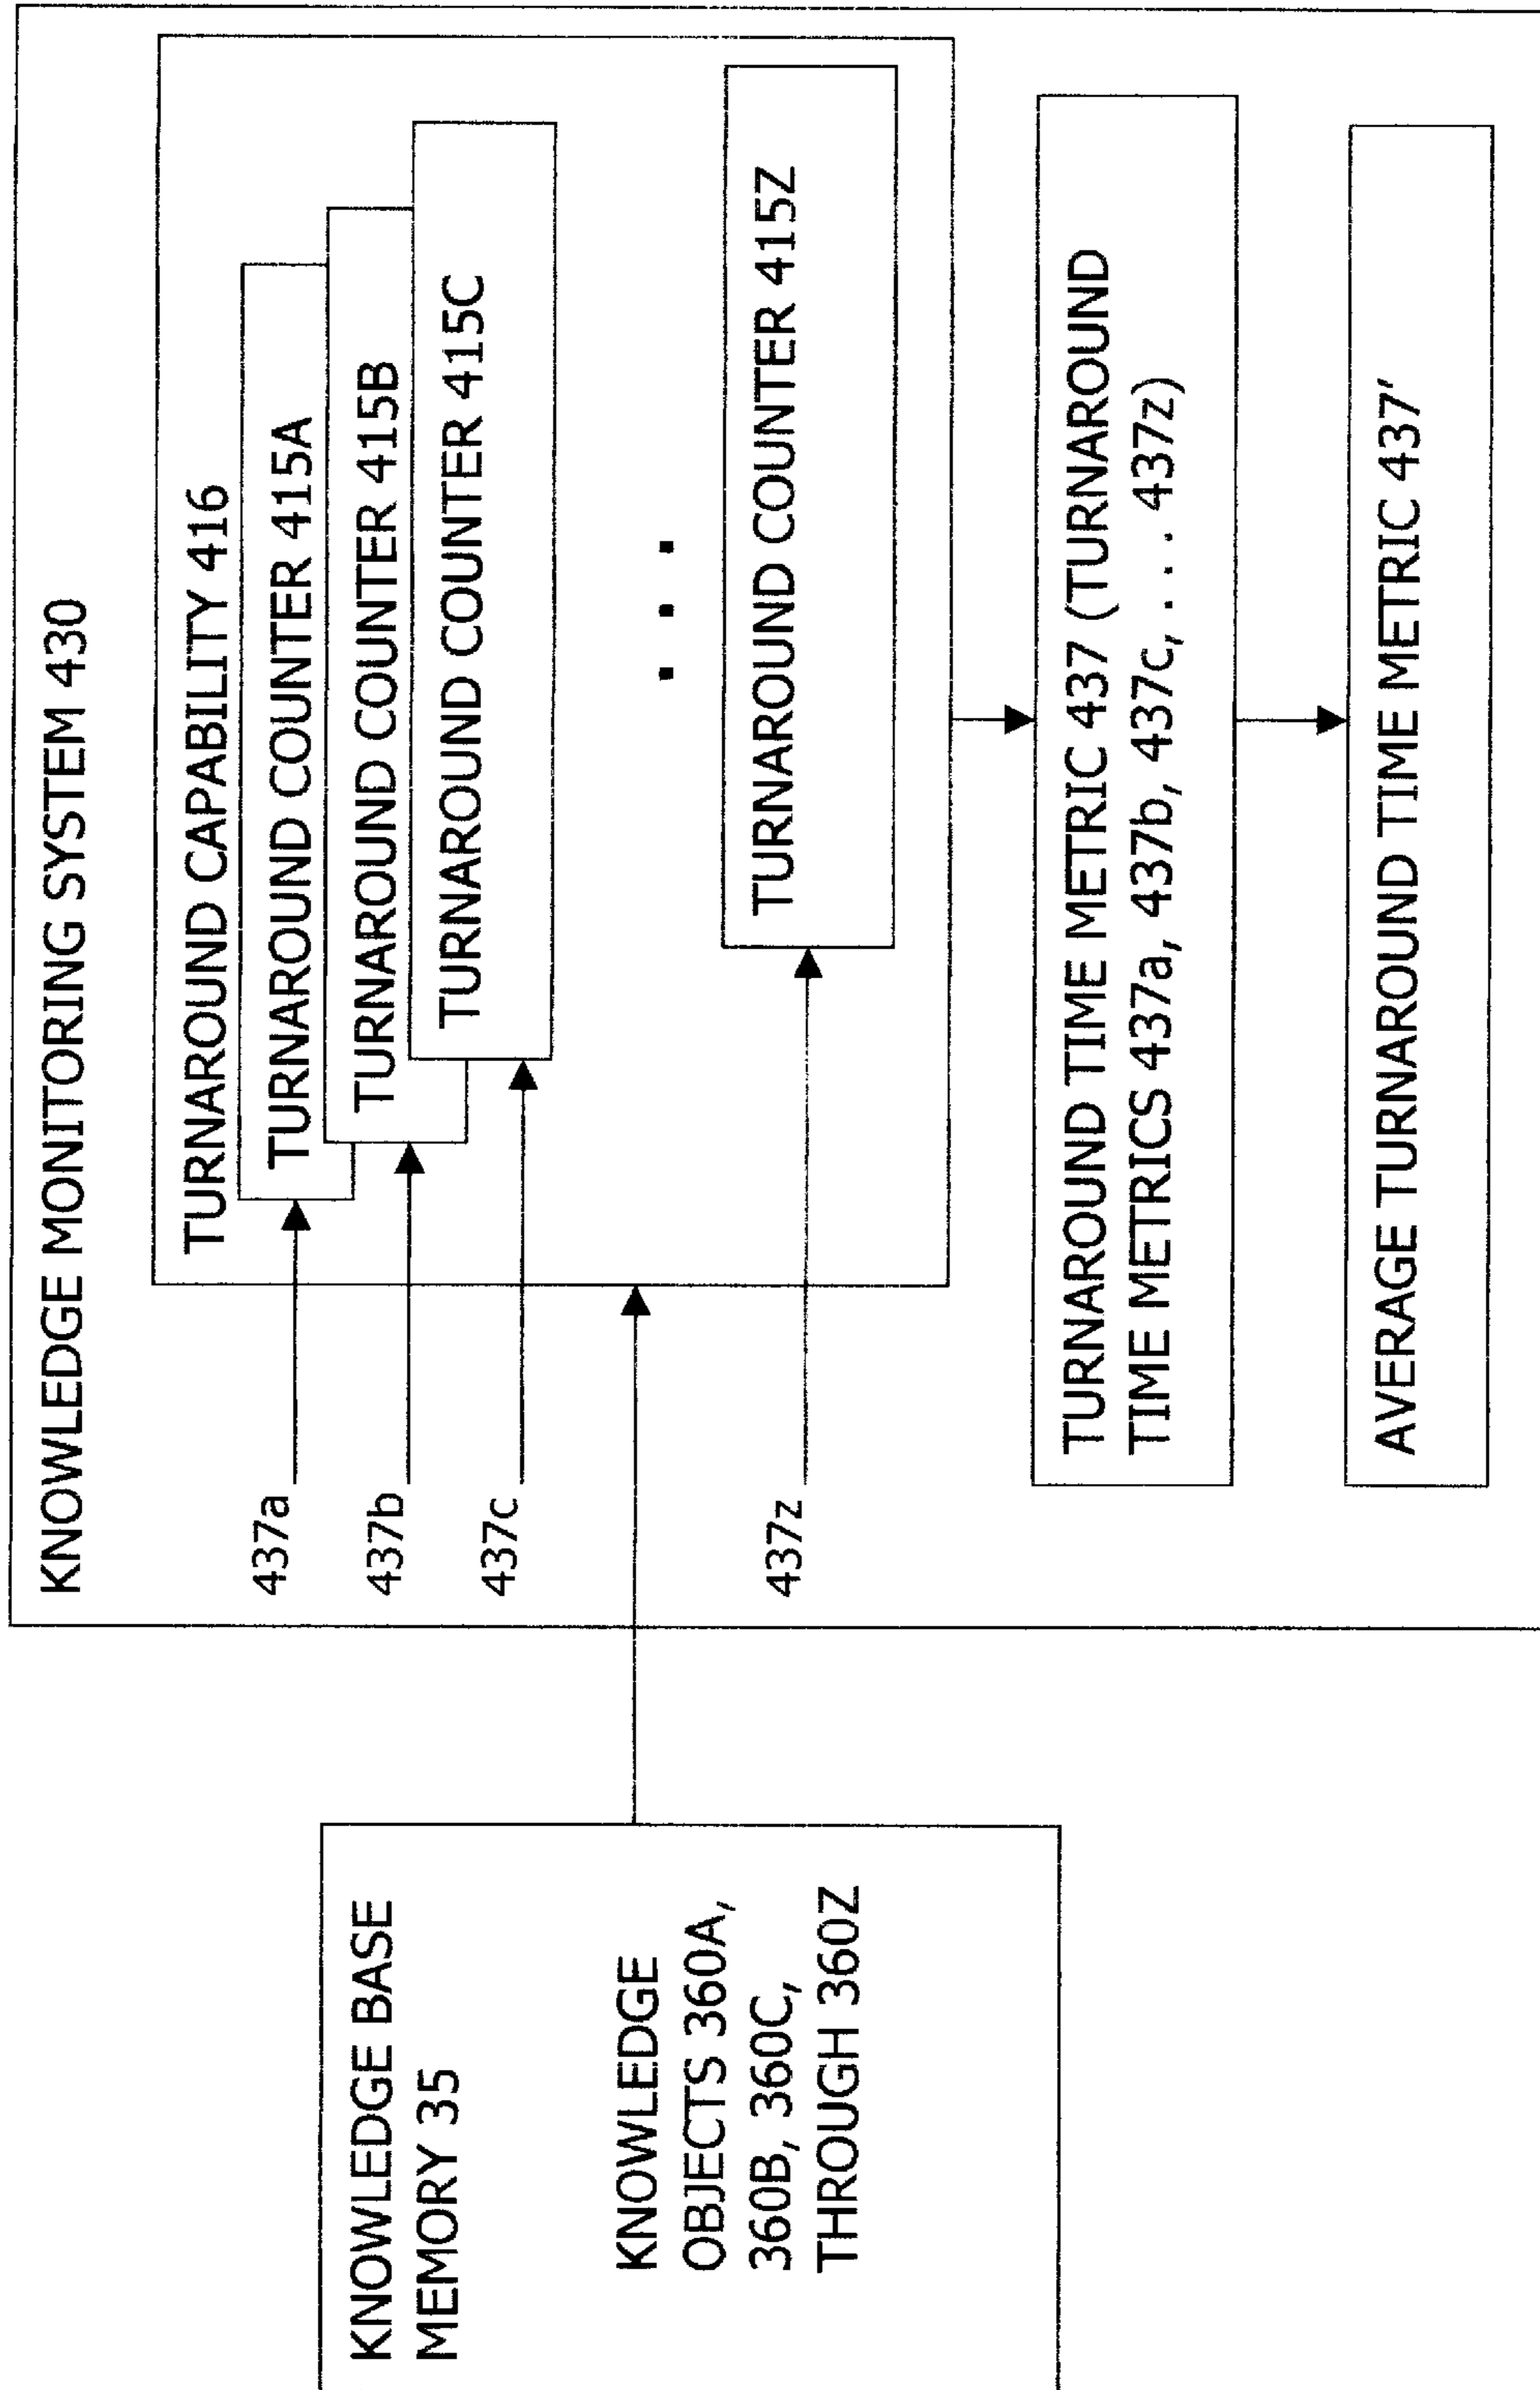 KNOWLEDGE BASE
MEMORY 35
KNOWLEDGE
OBJECTS 360A,
360B, 360C,
THROUGH 360Z
KNOWLEDGE MONITORING SYSTEM 430
437a
437b
437c
437z
TURNAROUND CAPABILITY 416
TURNAROUND COUNTER 415A
TURNAROUND COUNTER 415B
TURNAROUND COUNTER 415C
. . .
TURNAROUND COUNTER 415Z
TURNAROUND TIME METRIC 437 (TURNAROUND
TIME METRICS 437a, 437b, 437c, . . . 437z)
AVERAGE TURNAROUND TIME METRIC 437'